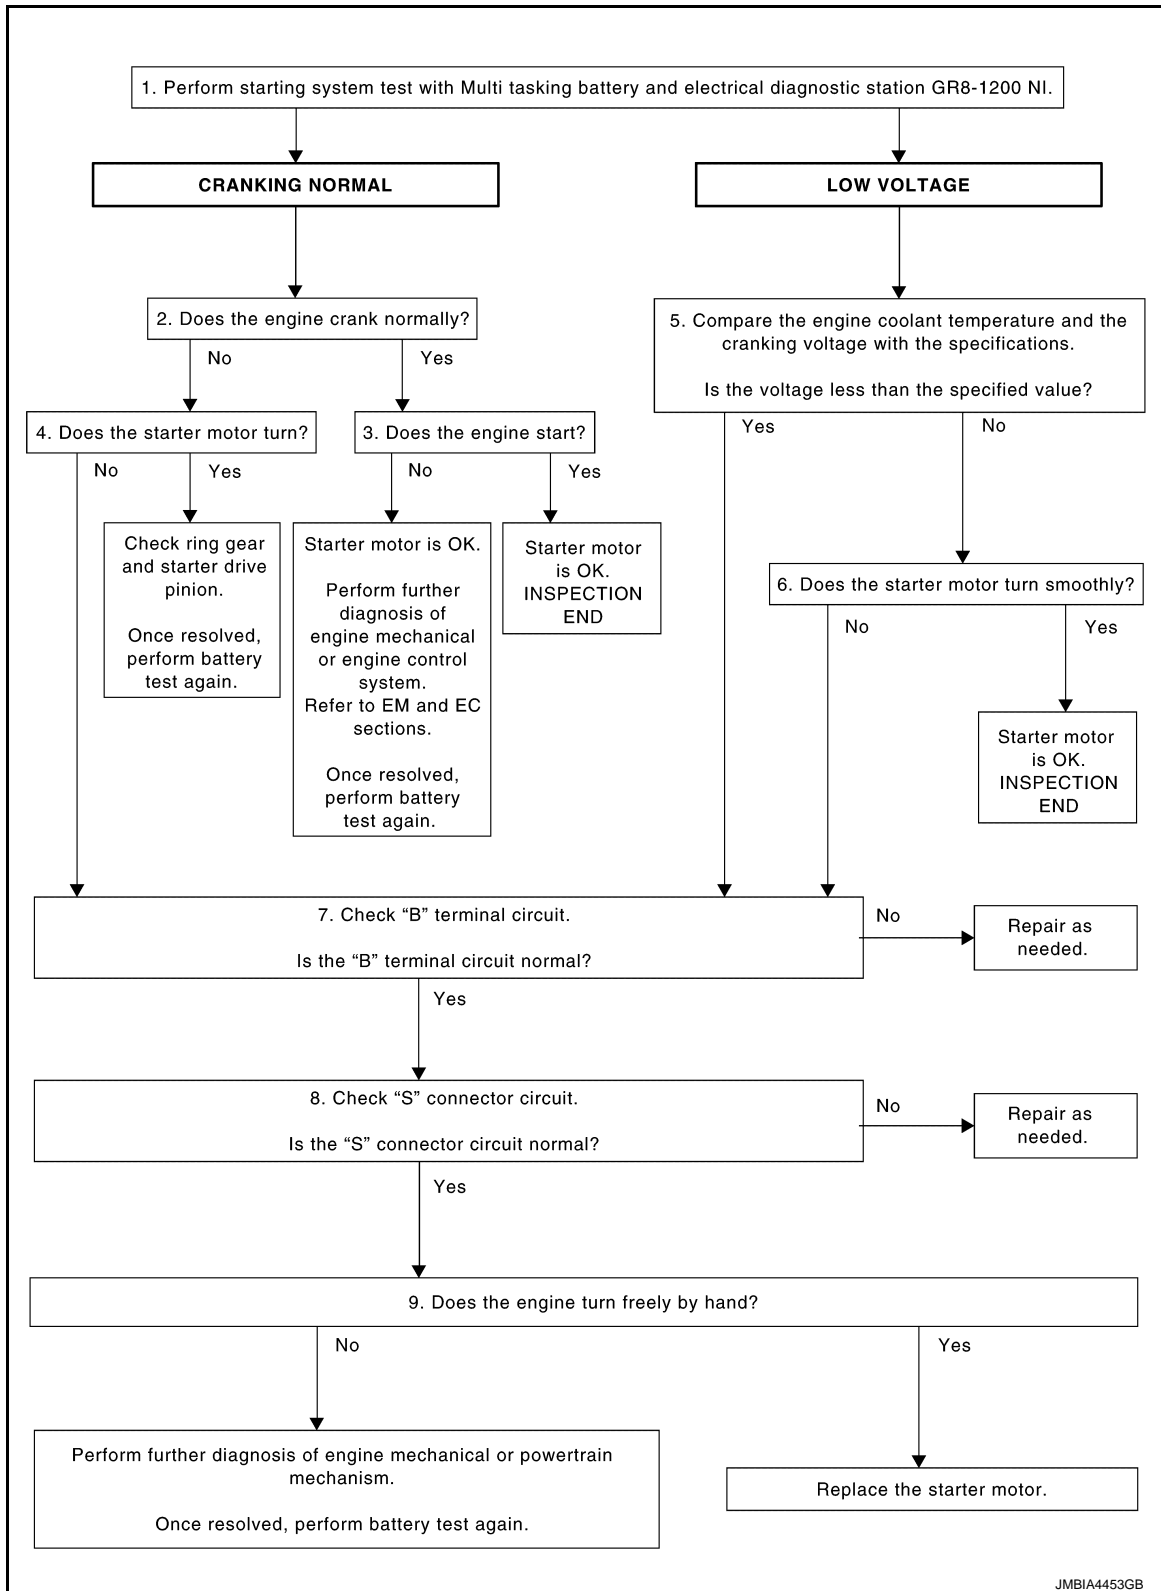 1. Perform starting system test with Multi tasking battery and electrical diagnostic station GR8-1200 NI.
CRANKING NORMAL
LOW VOLTAGE
2. Does the engine crank normally?
No
Yes
4. Does the starter motor turn?
No
Yes
3. Does the engine start?
No
Yes
Check ring gear
and starter drive
pinion.
Once resolved,
perform battery
test again.
Starter motor is OK.
Perform further
diagnosis of
engine mechanical
or engine control
system.
Refer to EM and EC
sections.
Once resolved,
perform battery
test again.
Starter motor
is OK.
INSPECTION
END
5. Compare the engine coolant temperature and the
cranking voltage with the specifications.
Is the voltage less than the specified value?
Yes
No
6. Does the starter motor turn smoothly?
No
Yes
Starter motor
is OK.
INSPECTION
END
7. Check “B” terminal circuit.
Is the “B” terminal circuit normal?
No
Repair as
needed.
Yes
8. Check “S” connector circuit.
Is the “S” connector circuit normal?
No
Repair as
needed.
Yes
9. Does the engine turn freely by hand?
No
Yes
Perform further diagnosis of engine mechanical or powertrain
mechanism.
Once resolved, perform battery test again.
Replace the starter motor.
JMBIA4453GB